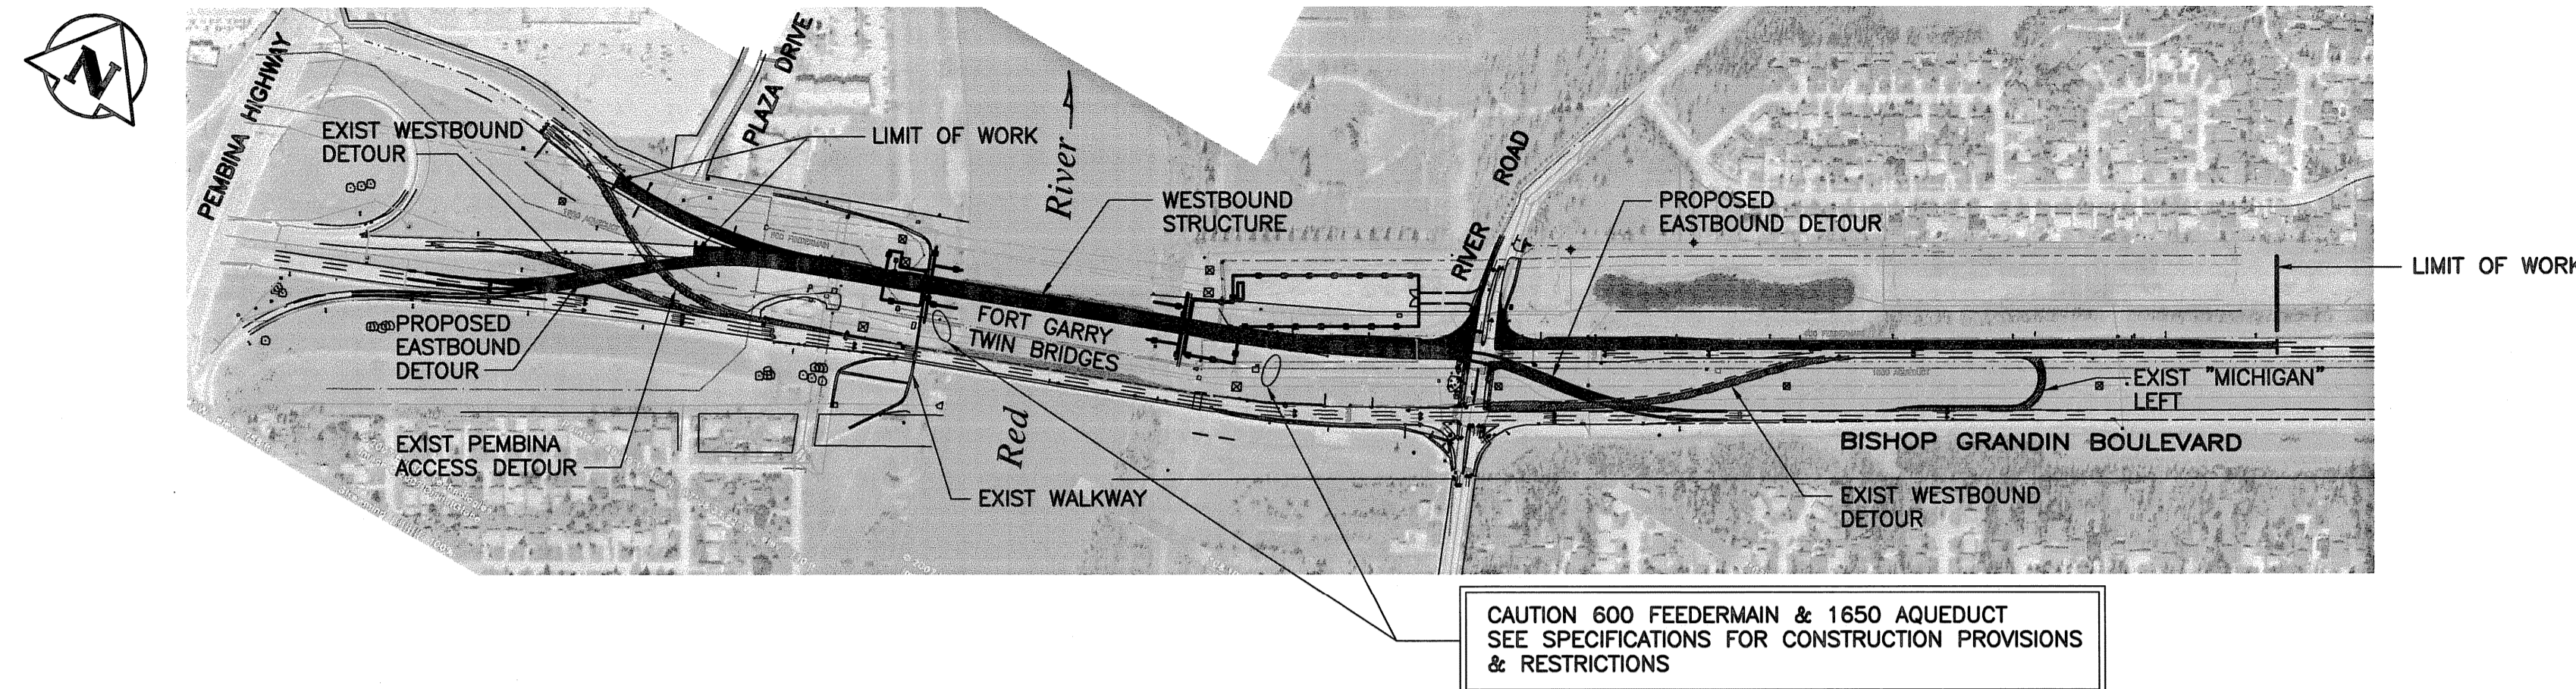 N
PEMBINA HIGHWAY
PLAZA DRIVE
EXIST WESTBOUND
DETOUR
LIMIT OF WORK
River
WESTBOUND
STRUCTURE
RIVER ROAD
PROPOSED
EASTBOUND DETOUR
LIMIT OF WORK
PROPOSED
EASTBOUND
DETOUR
FORT GARRY
TWIN BRIDGES
EXIST "MICHIGAN"
LEFT
Red
EXIST PEMBINA
ACCESS DETOUR
BISHOP GRANDIN BOULEVARD
EXIST WALKWAY
EXIST WESTBOUND
DETOUR
CAUTION 600 FEEDERMAIN & 1650 AQUEDUCT
SEE SPECIFICATIONS FOR CONSTRUCTION PROVISIONS
& RESTRICTIONS